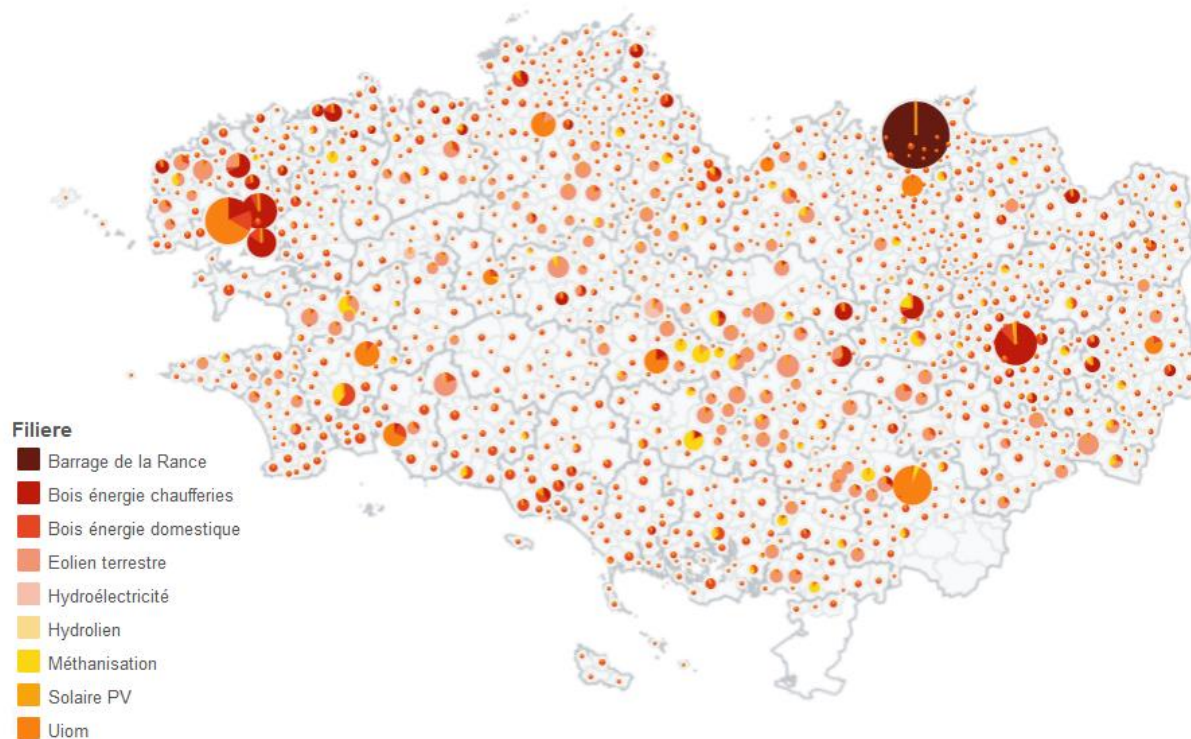 Filiere
Barrage de la Rance
Bois énergie chaufferies
Bois énergie domestique
Eolien terrestre
Hydroélectricité
Hydrolien
Méthanisation
Solaire PV
Uiom